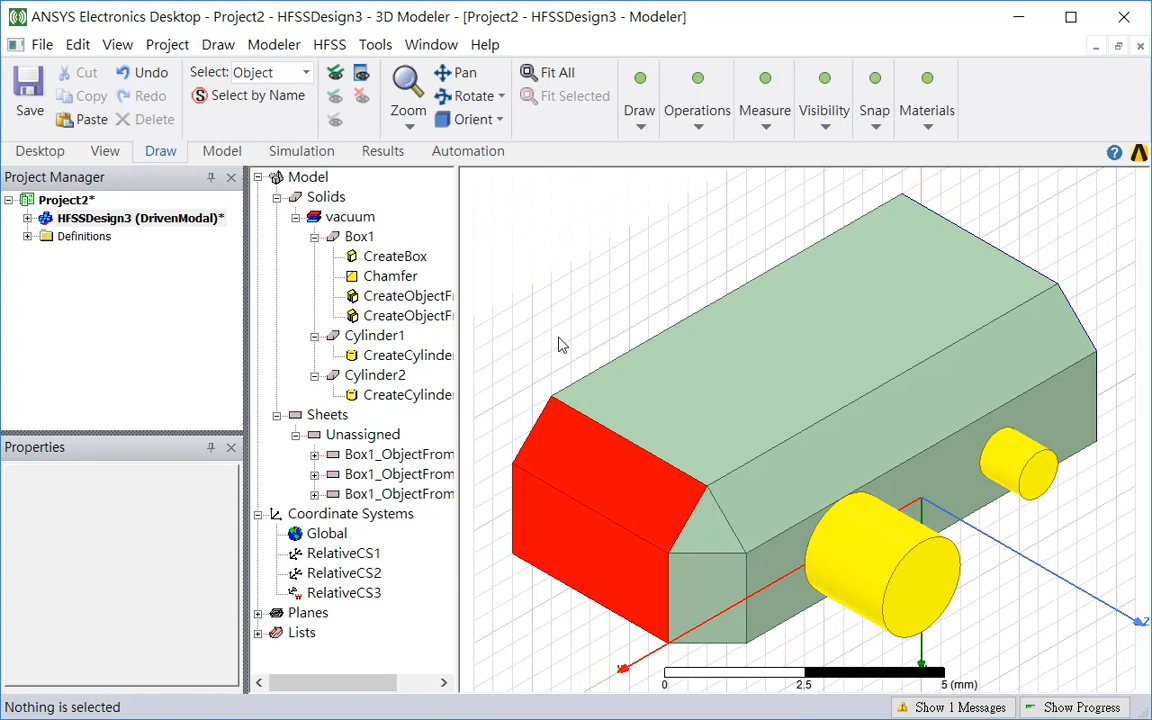 ANSYS Electronics Desktop - Project2 - HFSSDesign3 - 3D Modeler - [Project2 - HFSSDesign3 - Modeler]
File Edit View Project Draw Modeler HFSS Tools Window Help
Save
Cut
Copy
Paste
Undo
Redo
Delete
Select: Object
Select by Name
Zoom
Pan
Rotate
Orient
Fit All
Fit Selected
Draw
Operations
Measure
Visibility
Snap
Materials
Desktop View Draw Model Simulation Results Automation
Project Manager
Project2*
HFSSDesign3 (DrivenModal)*
Definitions
Properties
Model
Solids
vacuum
Box1
CreateBox
Chamfer
CreateObjectF
CreateObjectF
Cylinder1
CreateCylinde
Cylinder2
CreateCylinde
Sheets
Unassigned
Box1_ObjectFrom
Box1_ObjectFrom
Box1_ObjectFrom
Coordinate Systems
Global
RelativeCS1
RelativeCS2
RelativeCS3
Planes
Lists
Z
0 2.5 5 (mm)
Nothing is selected
Show 1 Messages
Show Progress